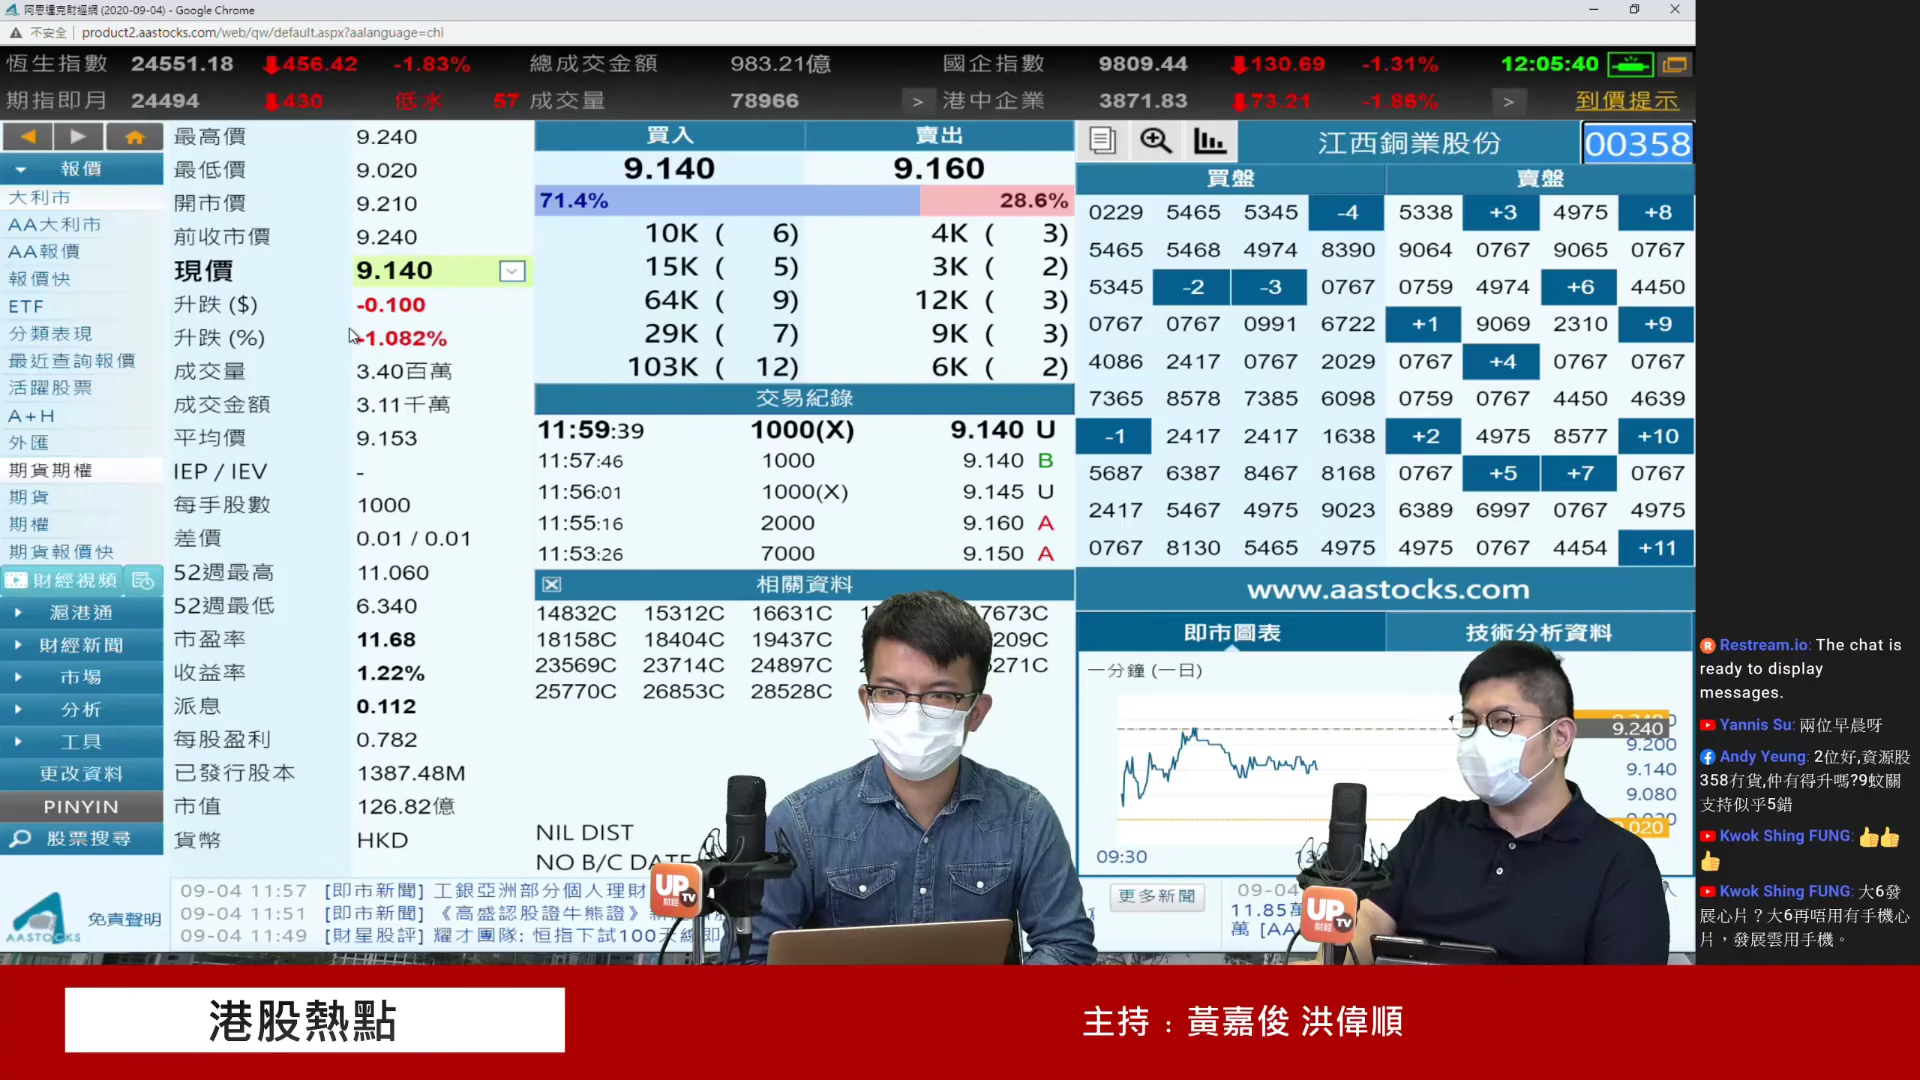 阿思達克財經網 (2020-09-04) - Google Chrome
不安全 | product2.aastocks.com/web/qw/default.aspx?aalanguage=chi
恆生指數 24551.18 456.42 -1.83% 總成交金額 983.21億 國企指數 9809.44 130.69 -1.31% 12:05:40
期指即月 24494 430 低水 57 成交量 78966 > 港中企業 3871.83 73.21 -1.86% > 到價提示
報價
大利市
AA大利市
AA報價
報價快
ETF
分類表現
最近查詢報價
活躍股票
A+H
外匯
期貨期權
期貨
期權
期貨報價快
財經視頻
滬港通
財經新聞
市場
分析
工具
更改資料
PINYIN
股票搜尋
AASTOCKS
免責聲明
最高價 9.240
最低價 9.020
開市價 9.210
前收市價 9.240
現價 9.140
升跌 ($) -0.100
升跌 (%) -1.082%
成交量 3.40百萬
成交金額 3.11千萬
平均價 9.153
IEP / IEV -
每手股數 1000
差價 0.01 / 0.01
52週最高 11.060
52週最低 6.340
市盈率 11.68
收益率 1.22%
派息 0.112
每股盈利 0.782
已發行股本 1387.48M
市值 126.82億
貨幣 HKD
買入 賣出
9.140 9.160
71.4% 28.6%
10K ( 6) 4K ( 3)
15K ( 5) 3K ( 2)
64K ( 9) 12K ( 3)
29K ( 7) 9K ( 3)
103K ( 12) 6K ( 2)
交易紀錄
11:59:39 1000(X) 9.140 U
11:57:46 1000 9.140 B
11:56:01 1000(X) 9.145 U
11:55:16 2000 9.160 A
11:53:26 7000 9.150 A
相關資料
14832C 15312C 16631C 7673C
18158C 18404C 19437C 209C
23569C 23714C 24897C 271C
25770C 26853C 28528C
NIL DIST
NO B/C DATE
江西銅業股份 00358
買盤 賣盤
0229 5465 5345 -4 5338 +3 4975 +8
5465 5468 4974 8390 9064 0767 9065 0767
5345 -2 -3 0767 0759 4974 +6 4450
0767 0767 0991 6722 +1 9069 2310 +9
4086 2417 0767 2029 0767 +4 0767 0767
7365 8578 7385 6098 0759 0767 4450 4639
-1 2417 2417 1638 +2 4975 8577 +10
5687 6387 8467 8168 0767 +5 +7 0767
2417 5467 4975 9023 6389 6997 0767 4975
0767 8130 5465 4975 4975 0767 4454 +11
www.aastocks.com
即市圖表 技術分析資料
一分鐘 (一日)
9.240
9.200
9.140
9.080
09:30
09-04 11:57 [即市新聞] 工銀亞洲部分個人理財
09-04 11:51 [即市新聞] 《高盛認股證牛熊證》
09-04 11:49 [財星股評] 耀才團隊: 恒指下試100天線即
更多新聞
09-04
11.85萬
萬 [AA
UP TV 財經
UP TV 財經
Restream.io: The chat is
ready to display
messages.
Yannis Su: 兩位早晨呀
Andy Yeung: 2位好,資源股
358冇貨,仲有得升嗎?9蚊關
支持似乎5錯
Kwok Shing FUNG: 👍👍
👍
Kwok Shing FUNG: 大6發
展心片？大6再唔用有手機心
片，發展雲用手機。
港股熱點
主持：黃嘉俊 洪偉順